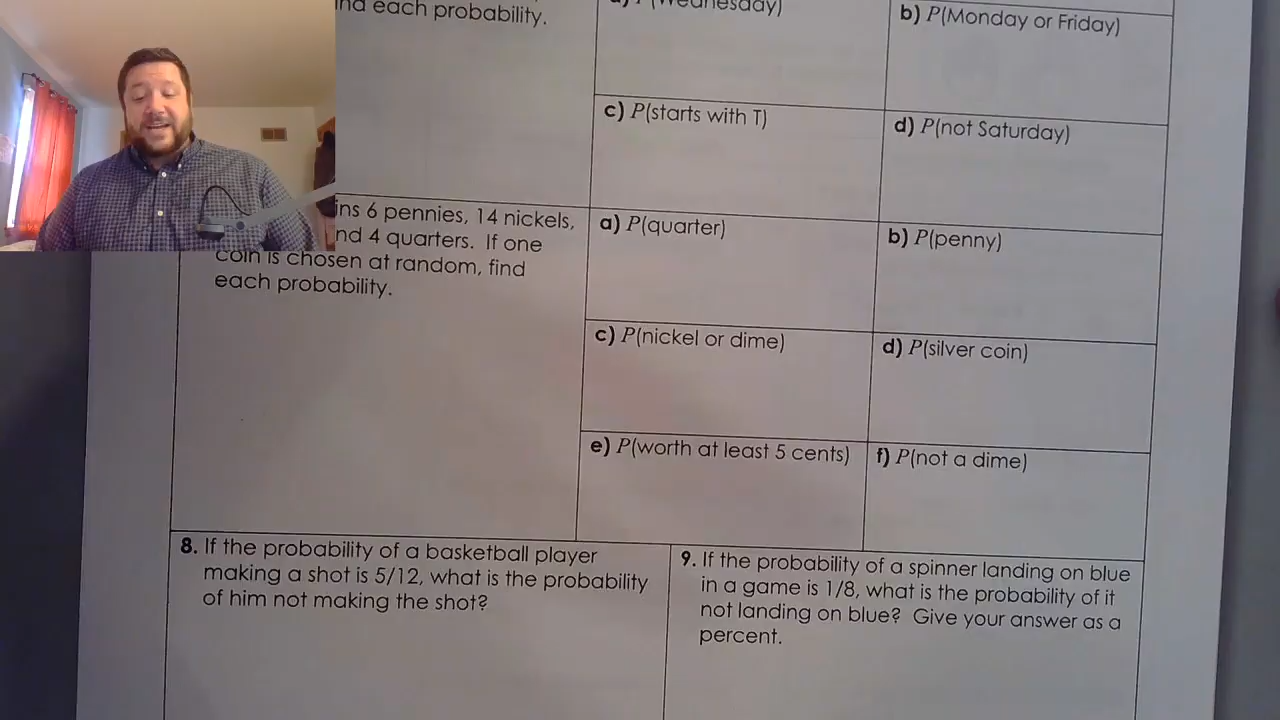 each probability.
b) P(Monday or Friday)
c) P(starts with T)
d) P(not Saturday)
6 pennies, 14 nickels,
4 quarters. If one
coin is chosen at random, find
each probability.
a) P(quarter)
b) P(penny)
c) P(nickel or dime)
d) P(silver coin)
e) P(worth at least 5 cents)
f) P(not a dime)
8. If the probability of a basketball player
making a shot is 5/12, what is the probability
of him not making the shot?
9. If the probability of a spinner landing on blue
in a game is 1/8, what is the probability of it
not landing on blue? Give your answer as a
percent.